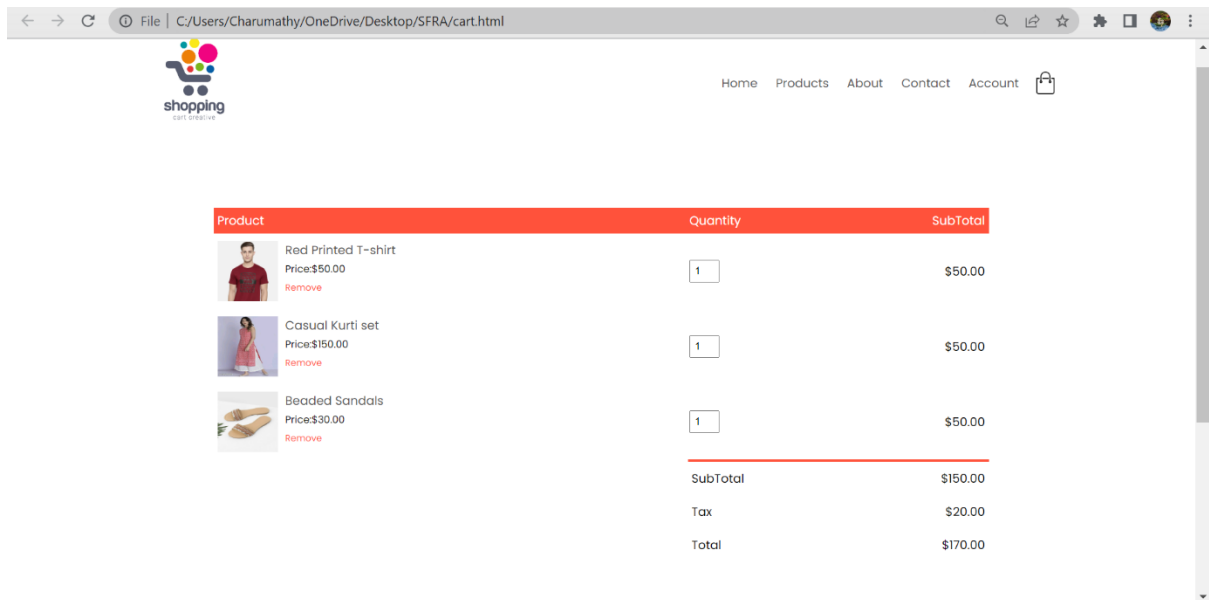 File | C:/Users/Charumathy/OneDrive/Desktop/SFRA/cart.html
shopping
cart creative
Home Products About Contact Account
Product Quantity SubTotal
Red Printed T-shirt
Price:$50.00
Remove
1 $50.00
Casual Kurti set
Price:$150.00
Remove
1 $50.00
Beaded Sandals
Price:$30.00
Remove
1 $50.00
SubTotal $150.00
Tax $20.00
Total $170.00